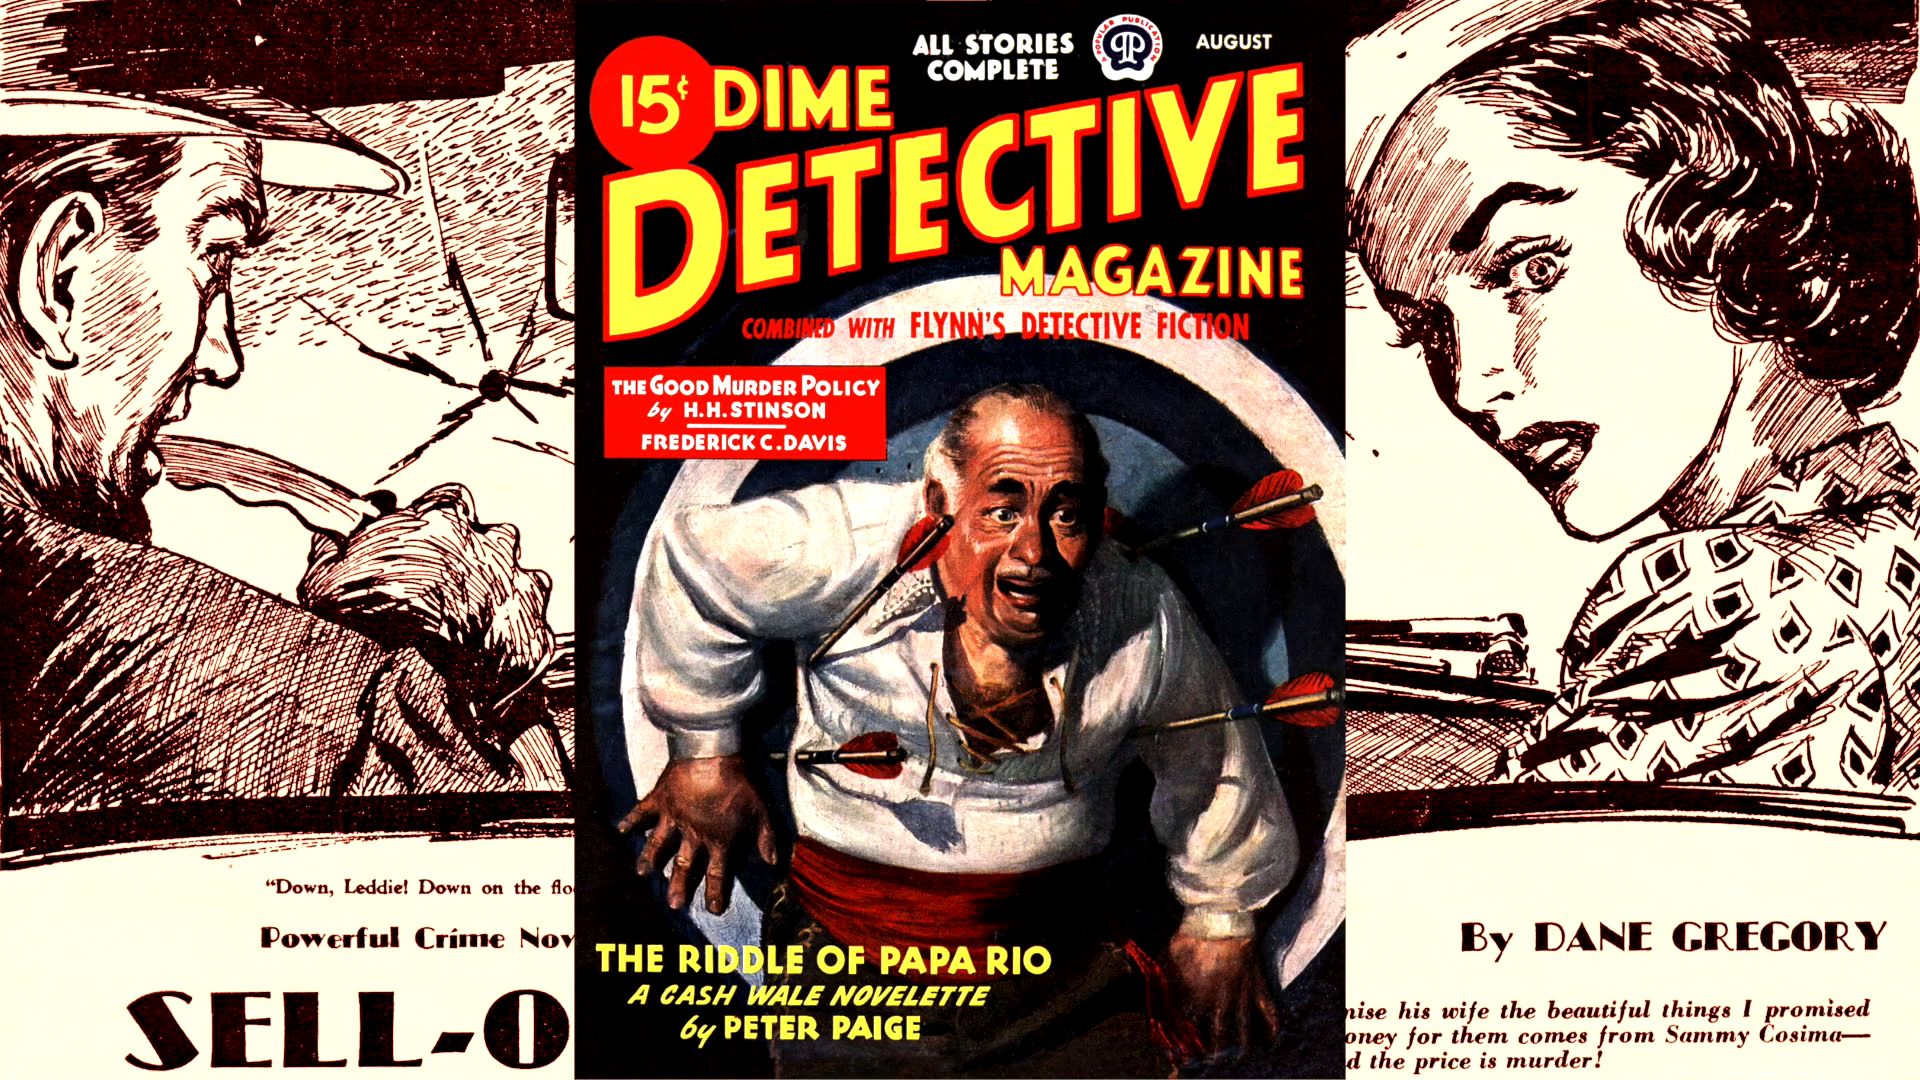 ALL STORIES
COMPLETE
POPULAR PUBLICATION
AUGUST
15¢
DIME
DETECTIVE
MAGAZINE
COMBINED WITH FLYNN'S DETECTIVE FICTION
THE GOOD MURDER POLICY
by H.H. STINSON
FREDERICK C. DAVIS
THE RIDDLE OF PAPA RIO
A CASH WALE NOVELETTE
by PETER PAIGE
"Down, Leddie! Down on the flo
Powerful Crime Nov
SELL-O
By DANE GREGORY
nise his wife the beautiful things I promised
oney for them comes from Sammy Cosima—
d the price is murder!